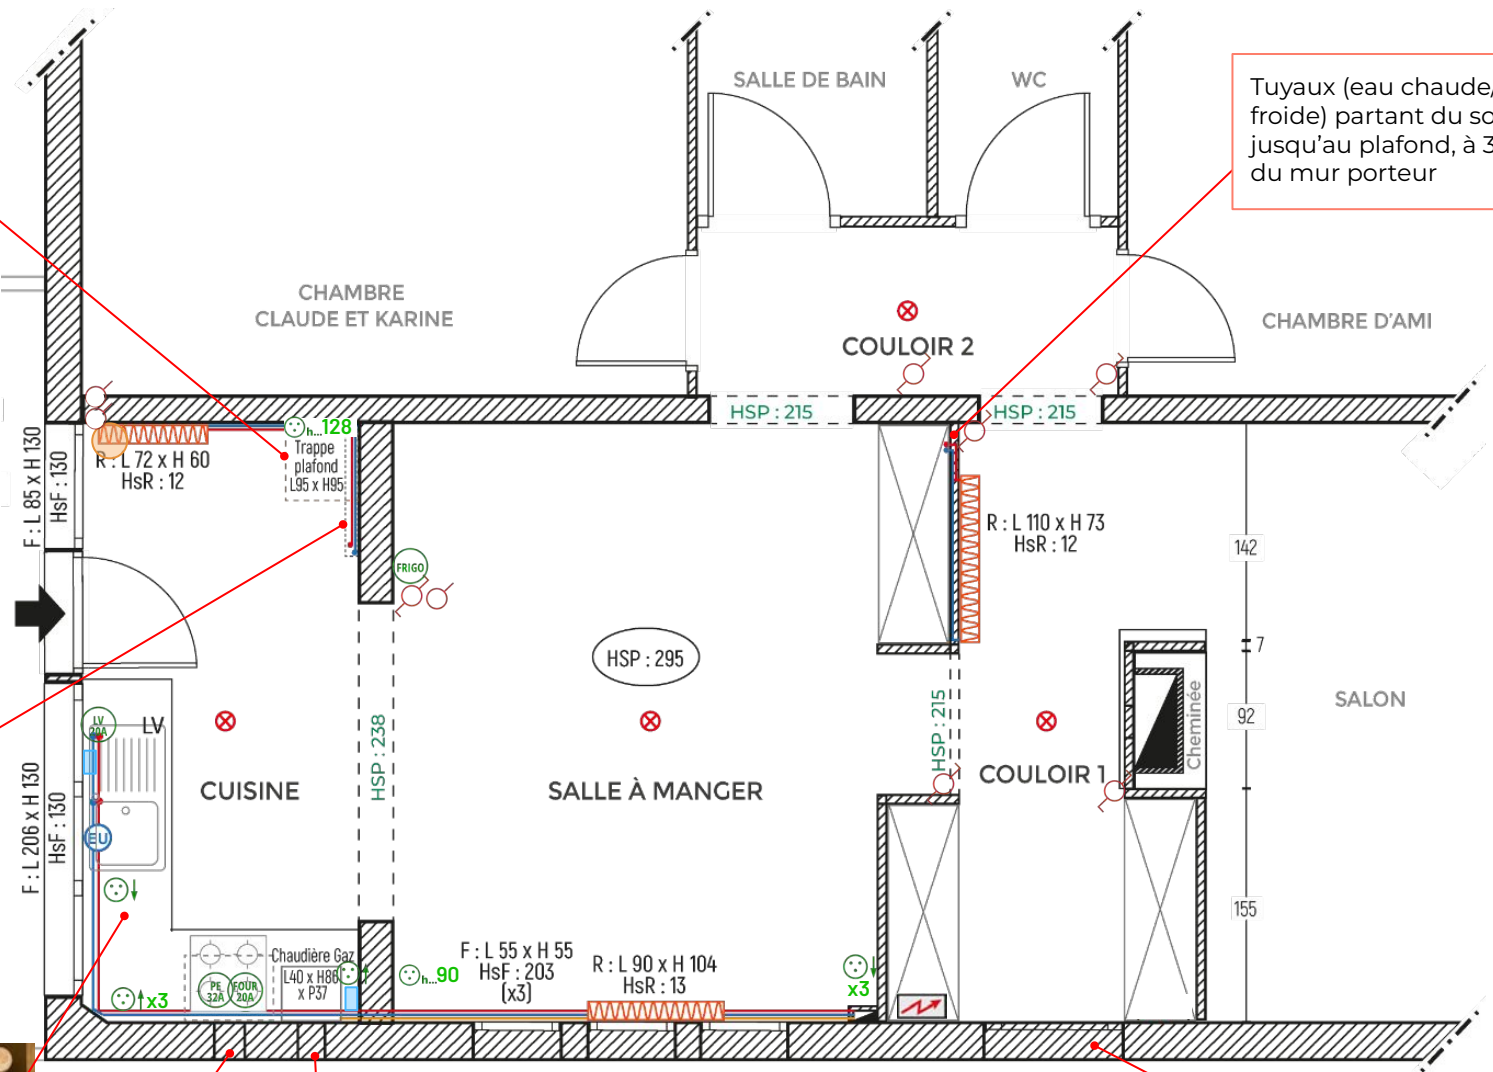 SALLE DE BAIN
WC
Tuyaux (eau chaude/
froide) partant du so
jusqu'au plafond, à 3
du mur porteur
CHAMBRE
CLAUDE ET KARINE
CHAMBRE D'AMI
COULOIR 2
HSP : 215
HSP : 215
F : L 85 x H 130
HsF : 130
R : L 72 x H 60
HsR : 12
h...128
Trappe
plafond
L95 x H95
FRIGO
R : L 110 x H 73
HsR : 12
142
7
92
155
HSP : 295
HSP : 238
HSP : 215
Cheminée
SALON
LV
20A
LV
CUISINE
SALLE À MANGER
COULOIR 1
F : L 206 x H 130
HsF : 130
EU
x3
PE
32A
FOUR
20A
Chaudière Gaz
L40 x H86
x P37
h...90
F : L 55 x H 55
HsF : 203
(x3)
R : L 90 x H 104
HsR : 13
x3